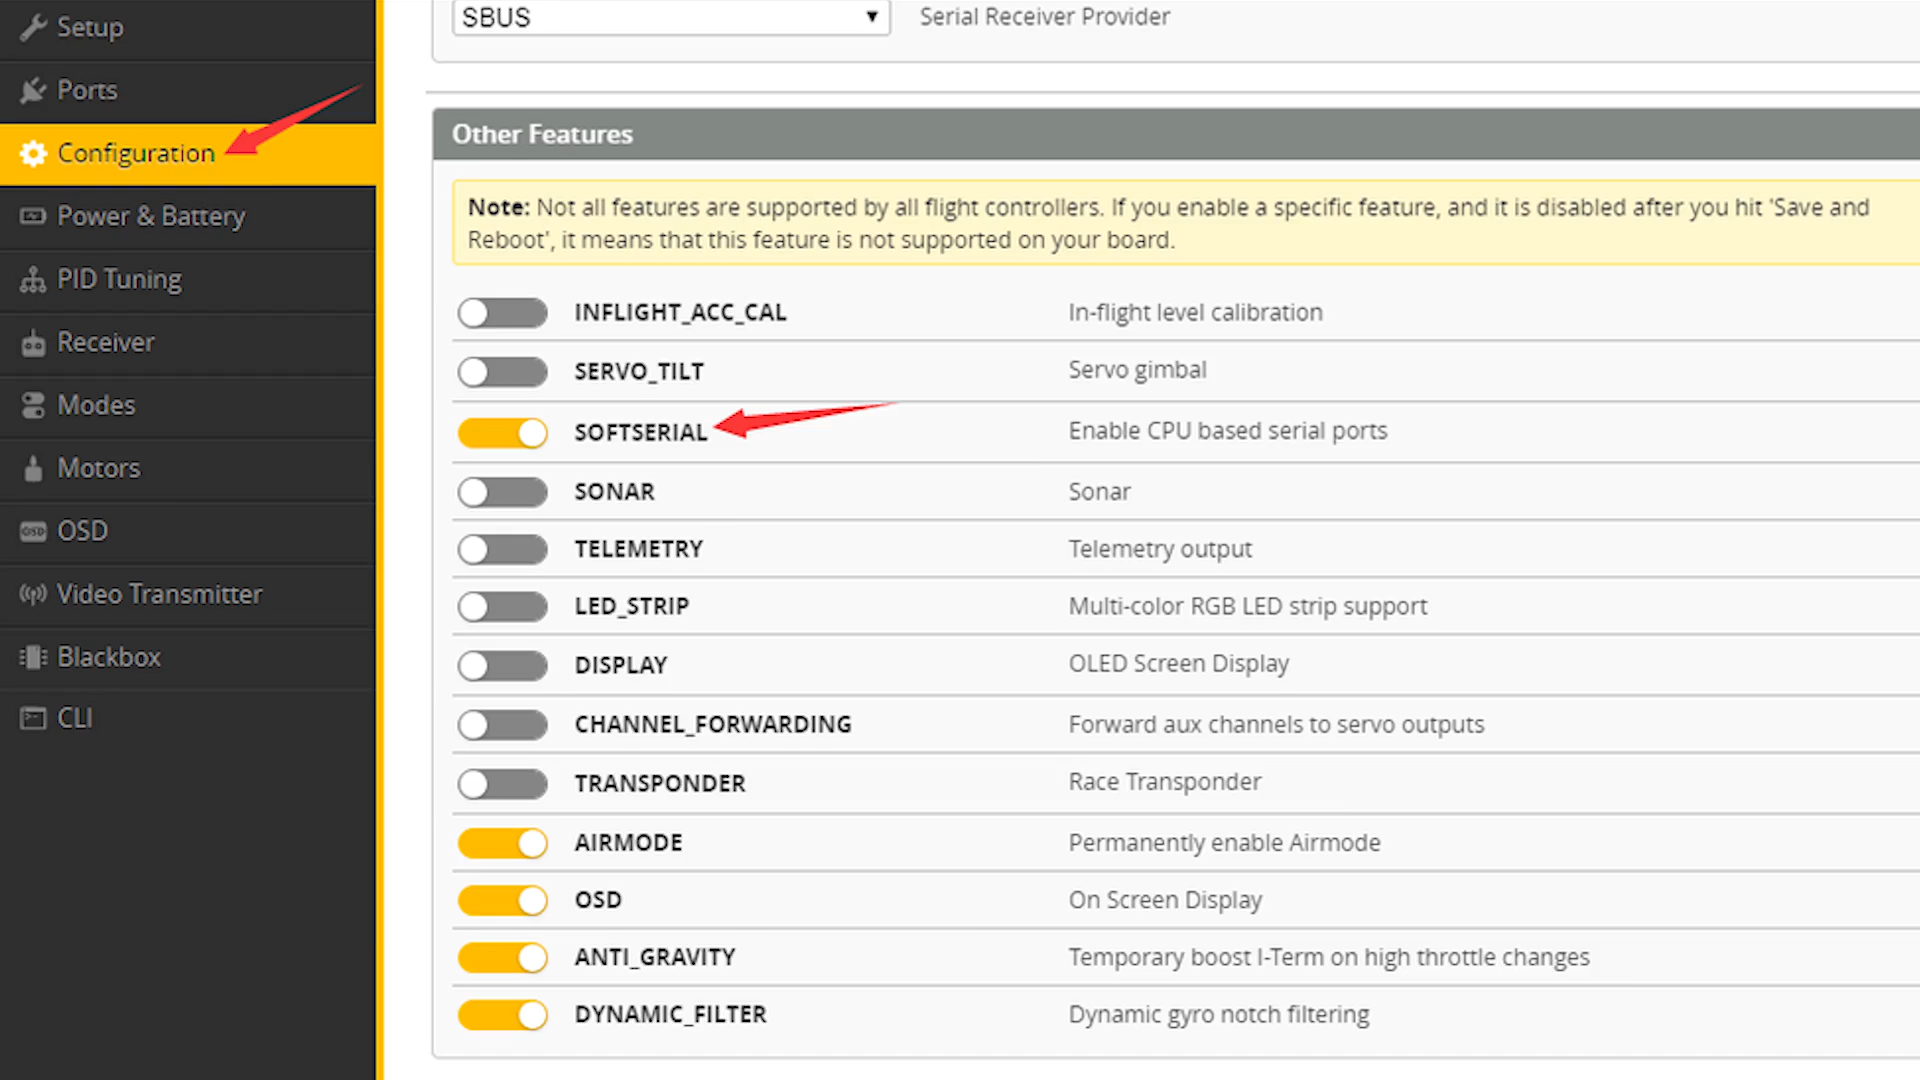 Setup
Ports
Configuration
Power & Battery
PID Tuning
Receiver
Modes
Motors
OSD
OSD
Video Transmitter
Blackbox
CLI
SBUS
Serial Receiver Provider
Other Features
Note: Not all features are supported by all flight controllers. If you enable a specific feature, and it is disabled after you hit 'Save and
Reboot', it means that this feature is not supported on your board.
INFLIGHT_ACC_CAL In-flight level calibration
SERVO_TILT Servo gimbal
SOFTSERIAL Enable CPU based serial ports
SONAR Sonar
TELEMETRY Telemetry output
LED_STRIP Multi-color RGB LED strip support
DISPLAY OLED Screen Display
CHANNEL_FORWARDING Forward aux channels to servo outputs
TRANSPONDER Race Transponder
AIRMODE Permanently enable Airmode
OSD On Screen Display
ANTI_GRAVITY Temporary boost I-Term on high throttle changes
DYNAMIC_FILTER Dynamic gyro notch filtering